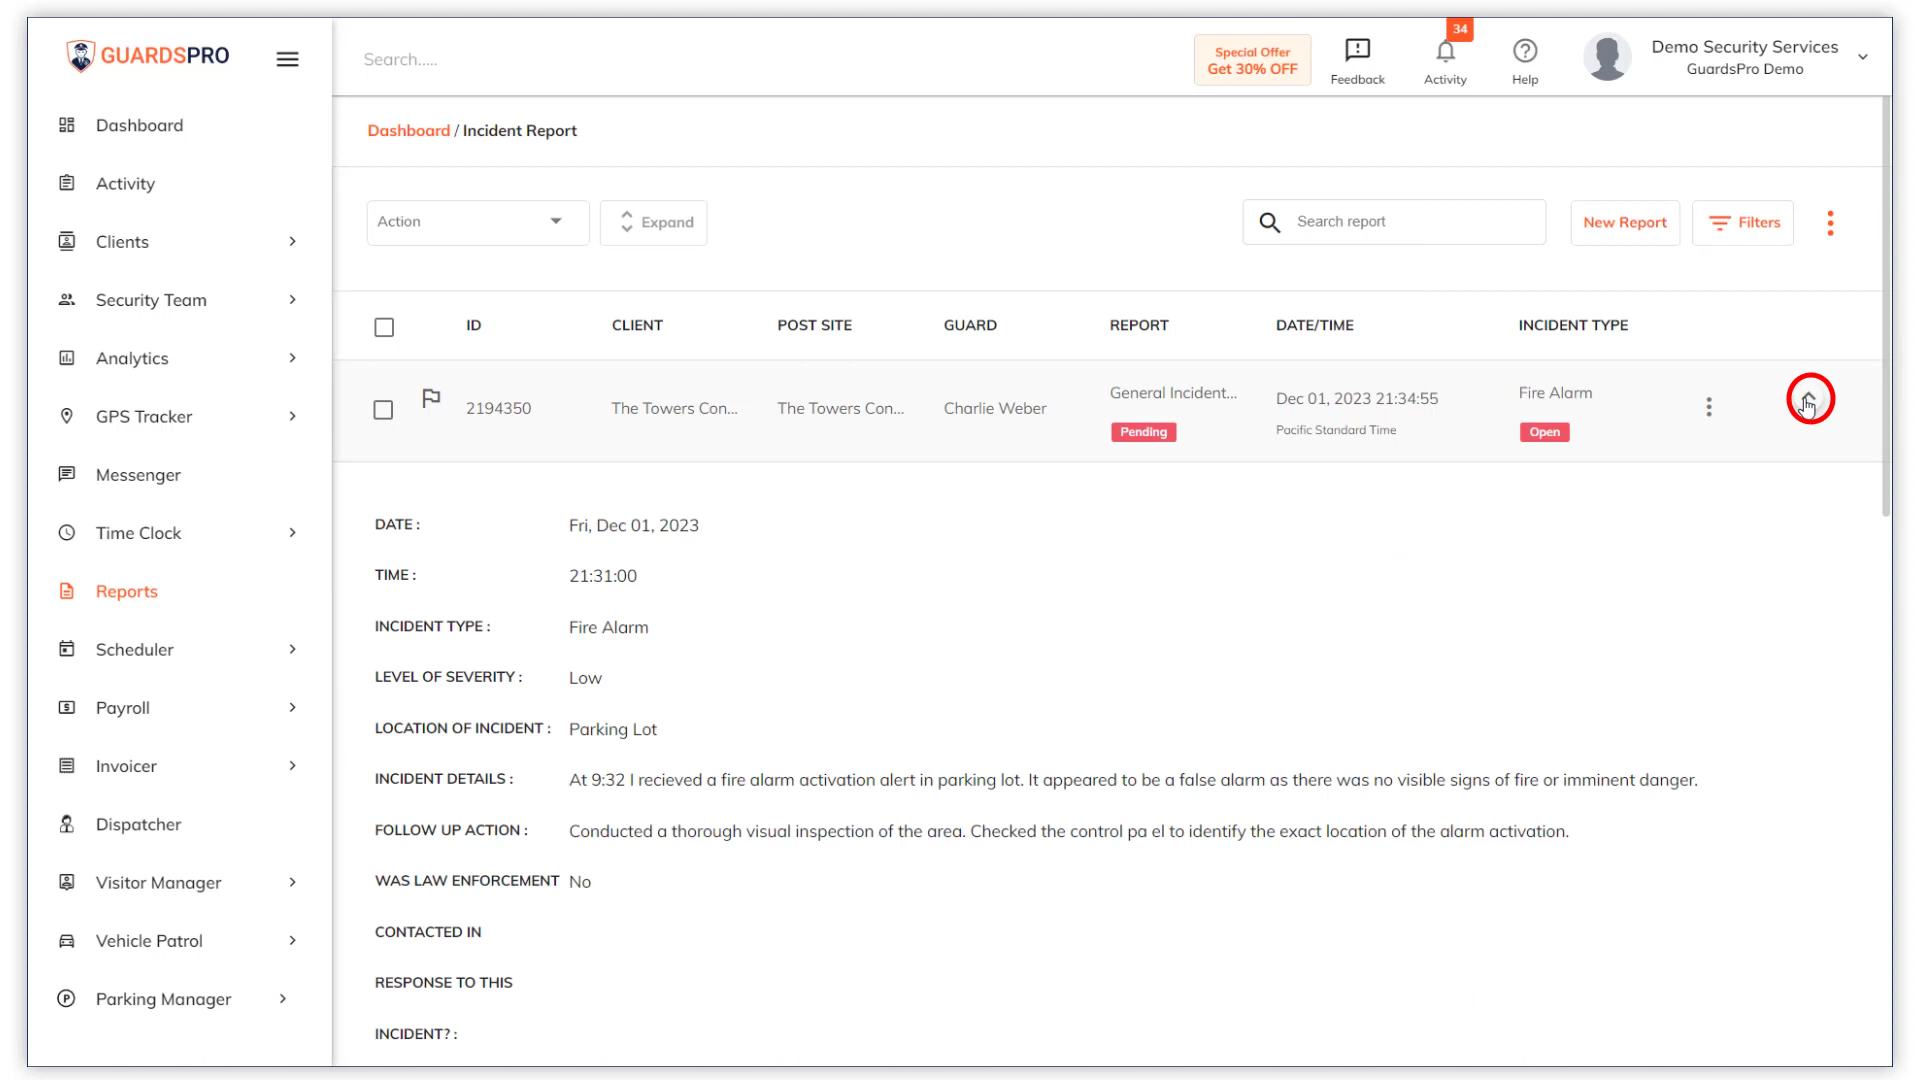 GUARDSPRO
Search.....
Special Offer
Get 30% OFF
Feedback
34
Activity
Help
Demo Security Services
GuardsPro Demo
Dashboard
Activity
Clients
Security Team
Analytics
GPS Tracker
Messenger
Time Clock
Reports
Scheduler
Payroll
Invoicer
Dispatcher
Visitor Manager
Vehicle Patrol
Parking Manager
Dashboard / Incident Report
Action
Expand
Search report
New Report
Filters
ID CLIENT POST SITE GUARD REPORT DATE/TIME INCIDENT TYPE
2194350 The Towers Con... The Towers Con... Charlie Weber General Incident... Dec 01, 2023 21:34:55 Fire Alarm
Pending Pacific Standard Time Open
DATE : Fri, Dec 01, 2023
TIME : 21:31:00
INCIDENT TYPE : Fire Alarm
LEVEL OF SEVERITY : Low
LOCATION OF INCIDENT : Parking Lot
INCIDENT DETAILS : At 9:32 I recieved a fire alarm activation alert in parking lot. It appeared to be a false alarm as there was no visible signs of fire or imminent danger.
FOLLOW UP ACTION : Conducted a thorough visual inspection of the area. Checked the control pa el to identify the exact location of the alarm activation.
WAS LAW ENFORCEMENT No
CONTACTED IN
RESPONSE TO THIS
INCIDENT? :